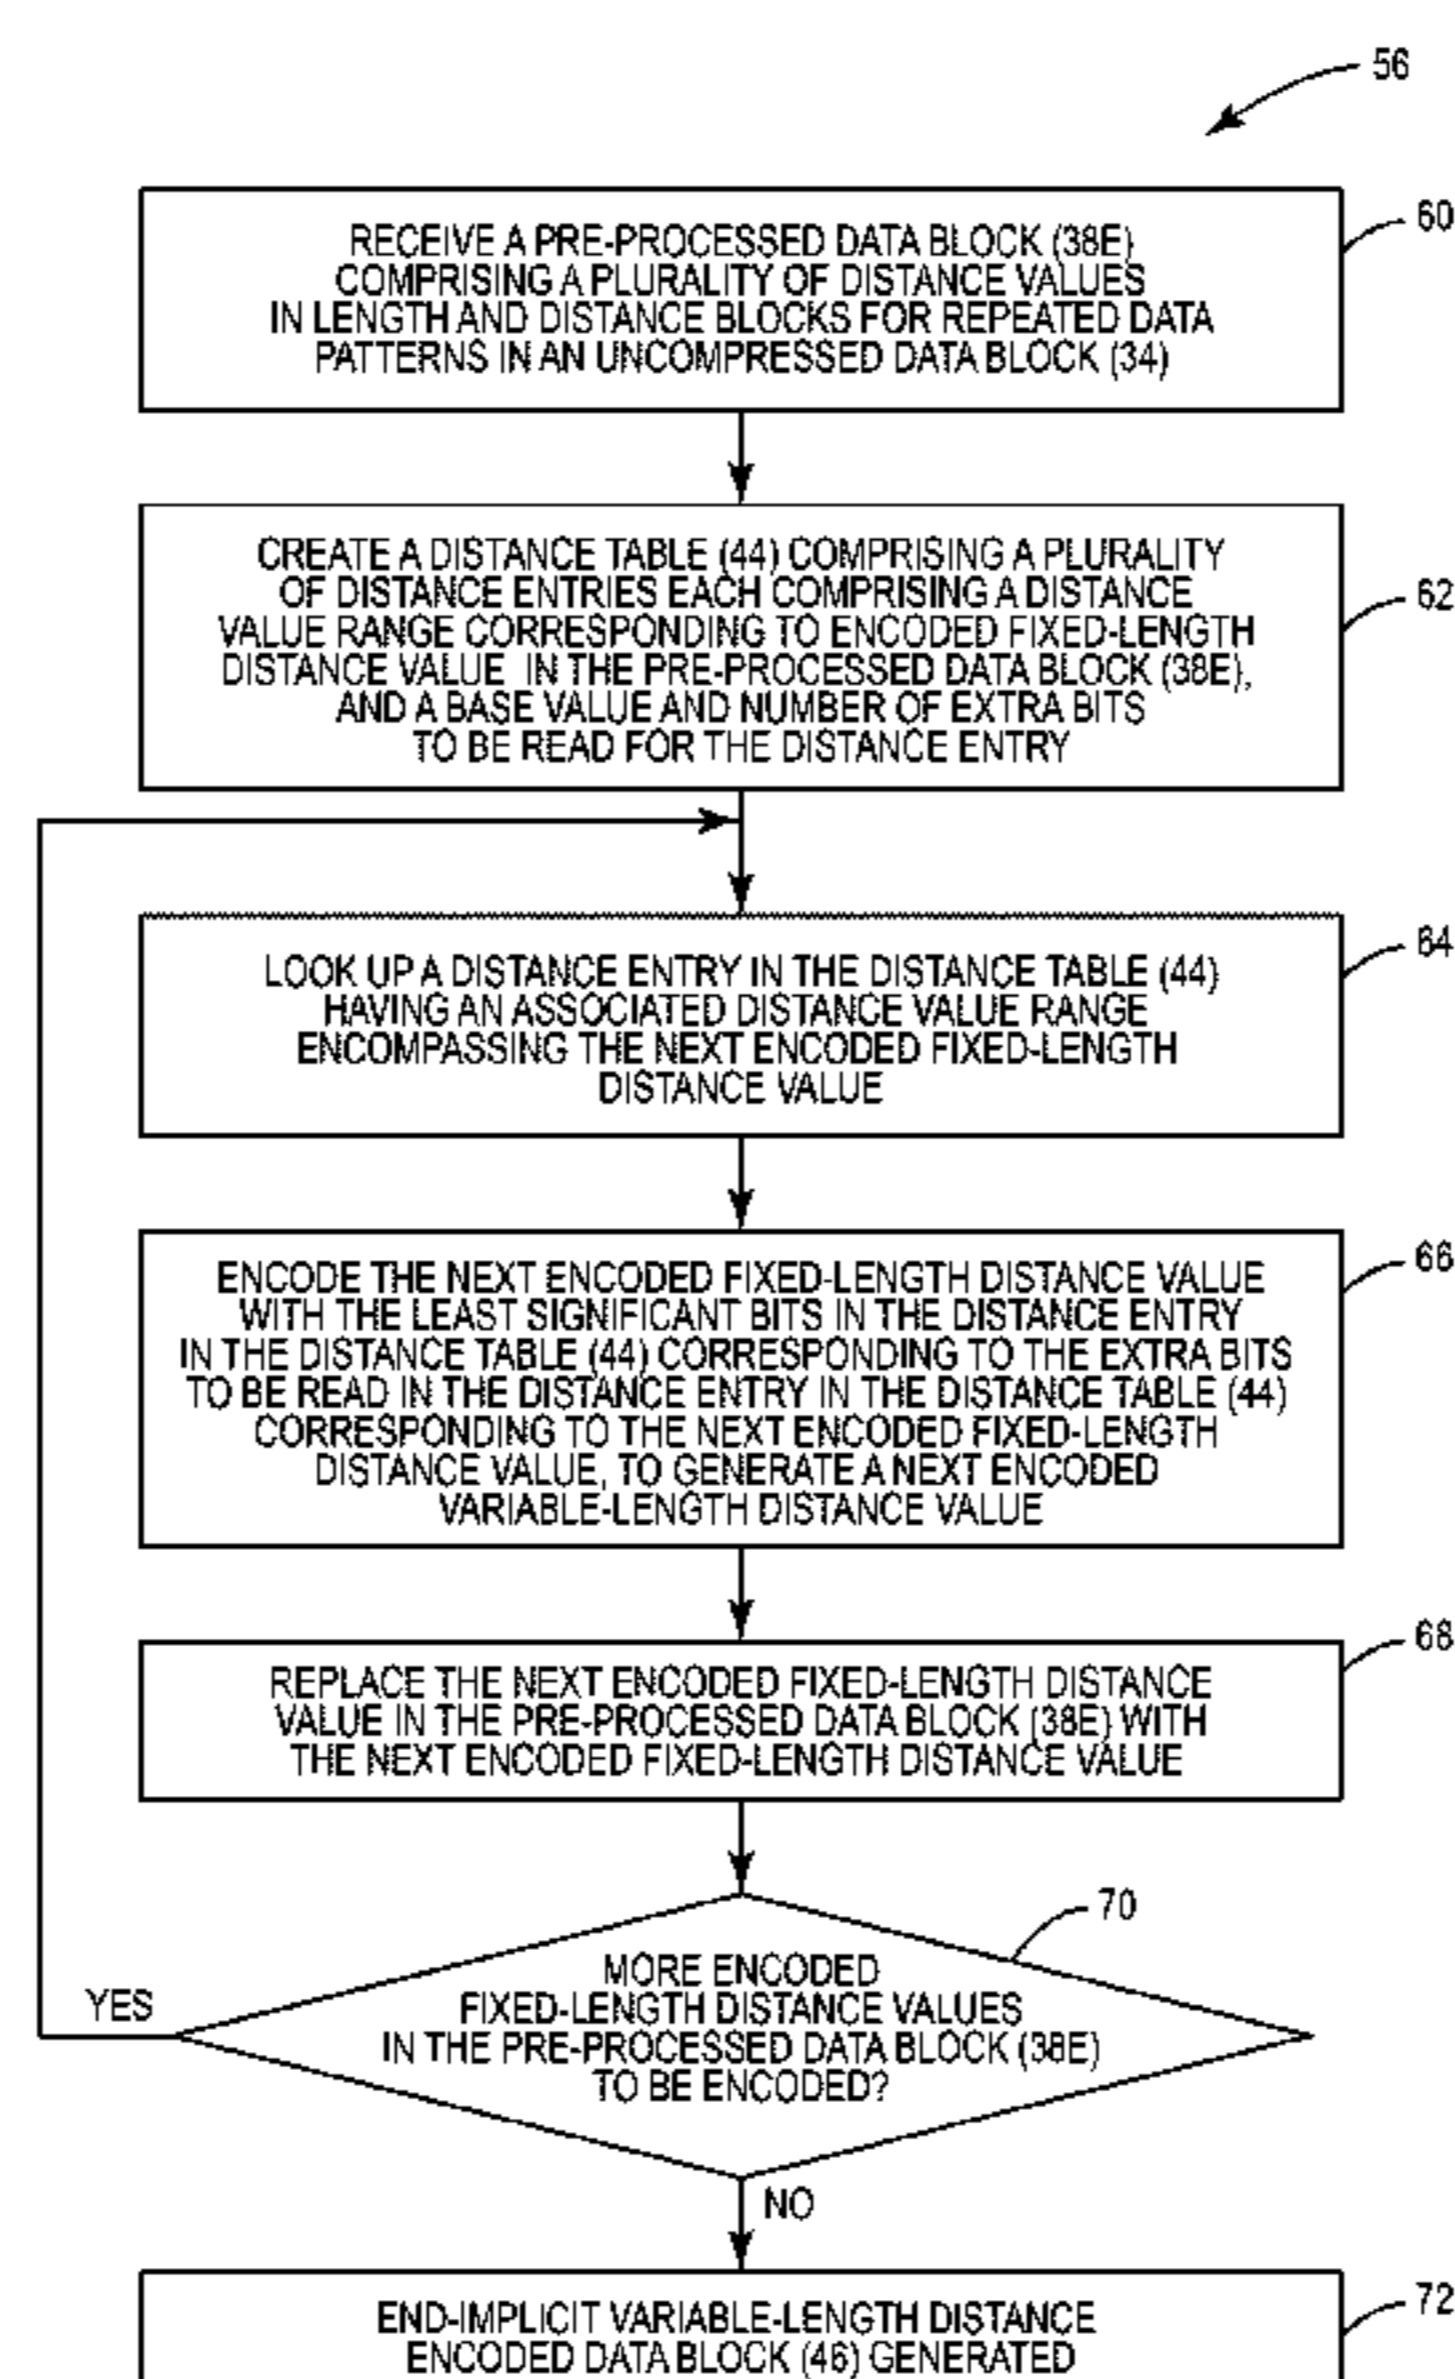 56
60
RECEIVE A PRE-PROCESSED DATA BLOCK (38E)
COMPRISING A PLURALITY OF DISTANCE VALUES
IN LENGTH AND DISTANCE BLOCKS FOR REPEATED DATA
PATTERNS IN AN UNCOMPRESSED DATA BLOCK (34)
62
CREATE A DISTANCE TABLE (44) COMPRISING A PLURALITY
OF DISTANCE ENTRIES EACH COMPRISING A DISTANCE
VALUE RANGE CORRESPONDING TO ENCODED FIXED-LENGTH
DISTANCE VALUE IN THE PRE-PROCESSED DATA BLOCK (38E),
AND A BASE VALUE AND NUMBER OF EXTRA BITS
TO BE READ FOR THE DISTANCE ENTRY
64
LOOK UP A DISTANCE ENTRY IN THE DISTANCE TABLE (44)
HAVING AN ASSOCIATED DISTANCE VALUE RANGE
ENCOMPASSING THE NEXT ENCODED FIXED-LENGTH
DISTANCE VALUE
66
ENCODE THE NEXT ENCODED FIXED-LENGTH DISTANCE VALUE
WITH THE LEAST SIGNIFICANT BITS IN THE DISTANCE ENTRY
IN THE DISTANCE TABLE (44) CORRESPONDING TO THE EXTRA BITS
TO BE READ IN THE DISTANCE ENTRY IN THE DISTANCE TABLE (44)
CORRESPONDING TO THE NEXT ENCODED FIXED-LENGTH
DISTANCE VALUE, TO GENERATE A NEXT ENCODED
VARIABLE-LENGTH DISTANCE VALUE
68
REPLACE THE NEXT ENCODED FIXED-LENGTH DISTANCE
VALUE IN THE PRE-PROCESSED DATA BLOCK (38E) WITH
THE NEXT ENCODED FIXED-LENGTH DISTANCE VALUE
70
MORE ENCODED
FIXED-LENGTH DISTANCE VALUES
IN THE PRE-PROCESSED DATA BLOCK (38E)
TO BE ENCODED?
YES
NO
72
END-IMPLICIT VARIABLE-LENGTH DISTANCE
ENCODED DATA BLOCK (46) GENERATED